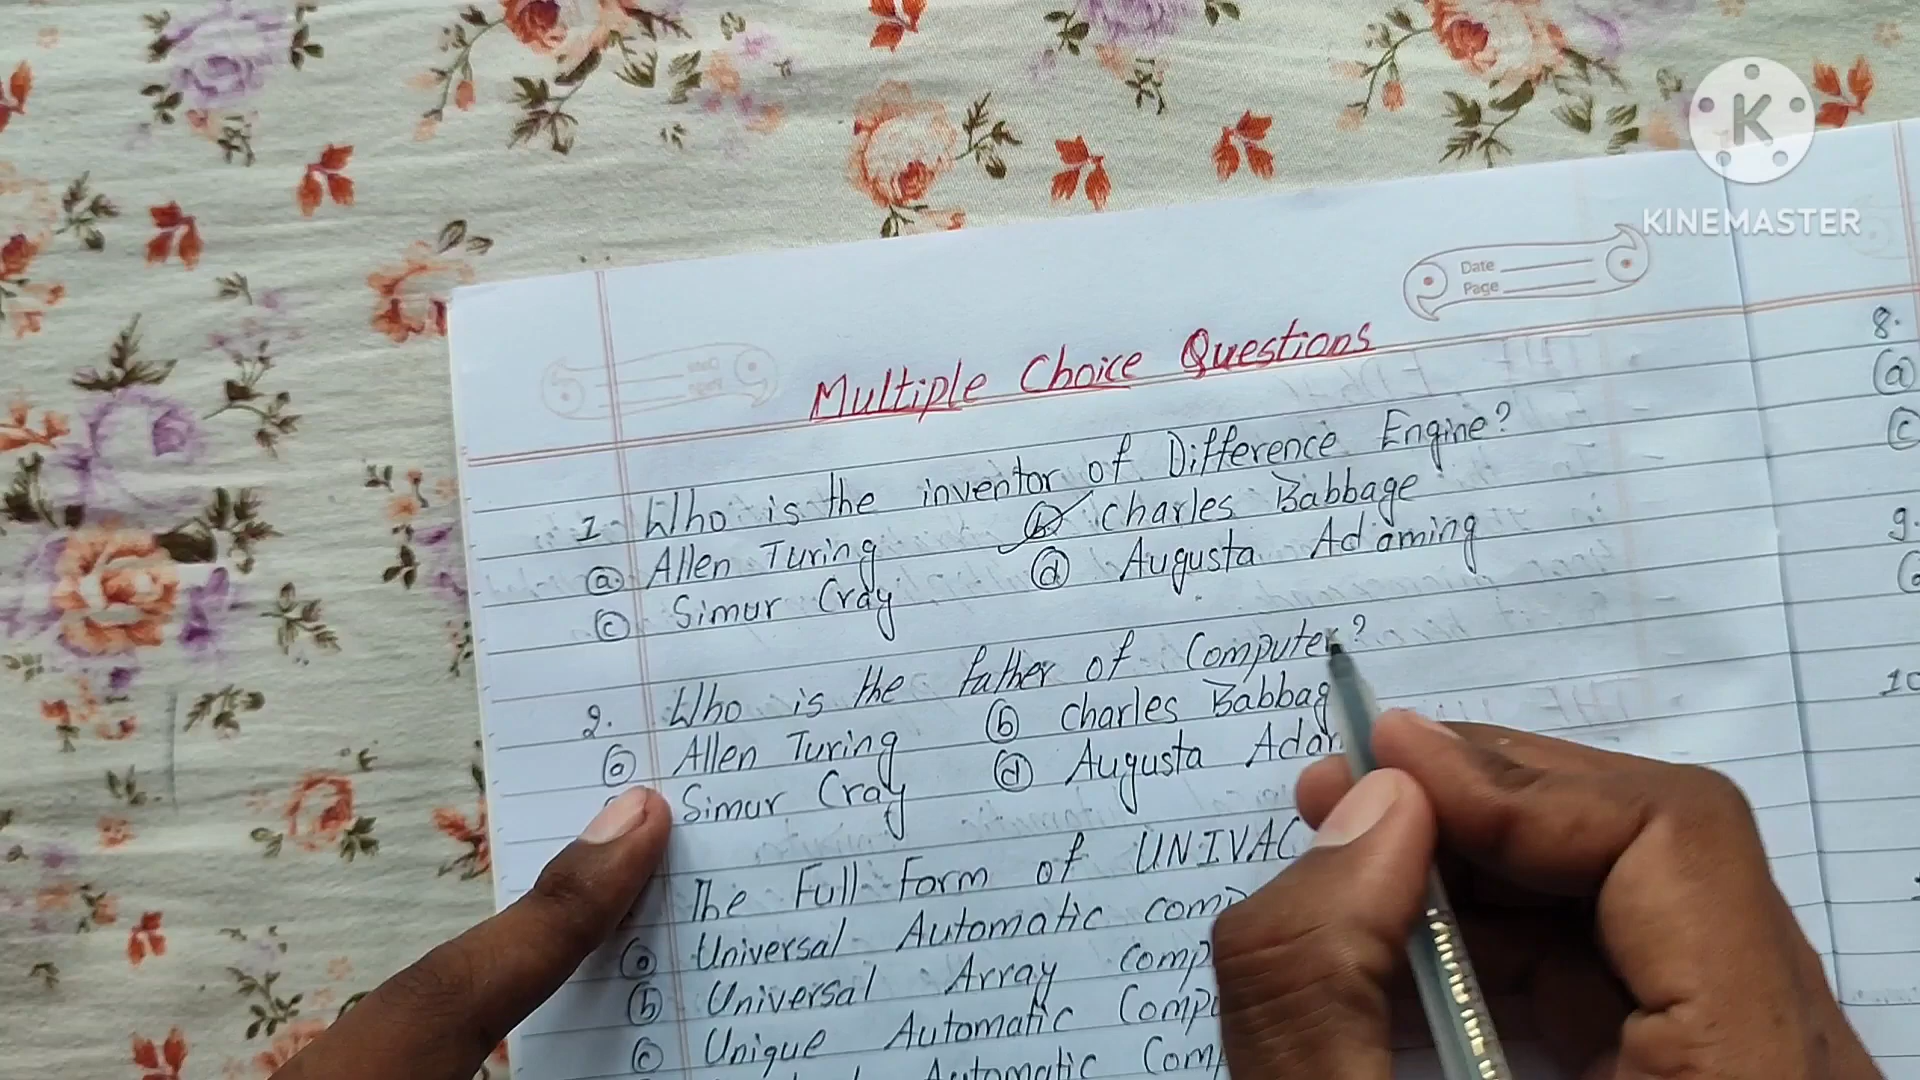 KINEMASTER
Date
Page
Multiple Choice Questions
1. Who is the inventor of Difference Engine?
(a) Allen Turing (b) Charles Babbage
(c) Simur Cray (d) Augusta Adaming
2. Who is the father of Computer?
(a) Allen Turing (b) Charles Babbag
Simur Cray (d) Augusta Adam
The Full Form of UNIVAC
(a) Universal Automatic comp
(b) Universal Array Comp
(c) Unique Automatic Compu
Automatic Comp
8.
(a)
(c)
9.
10